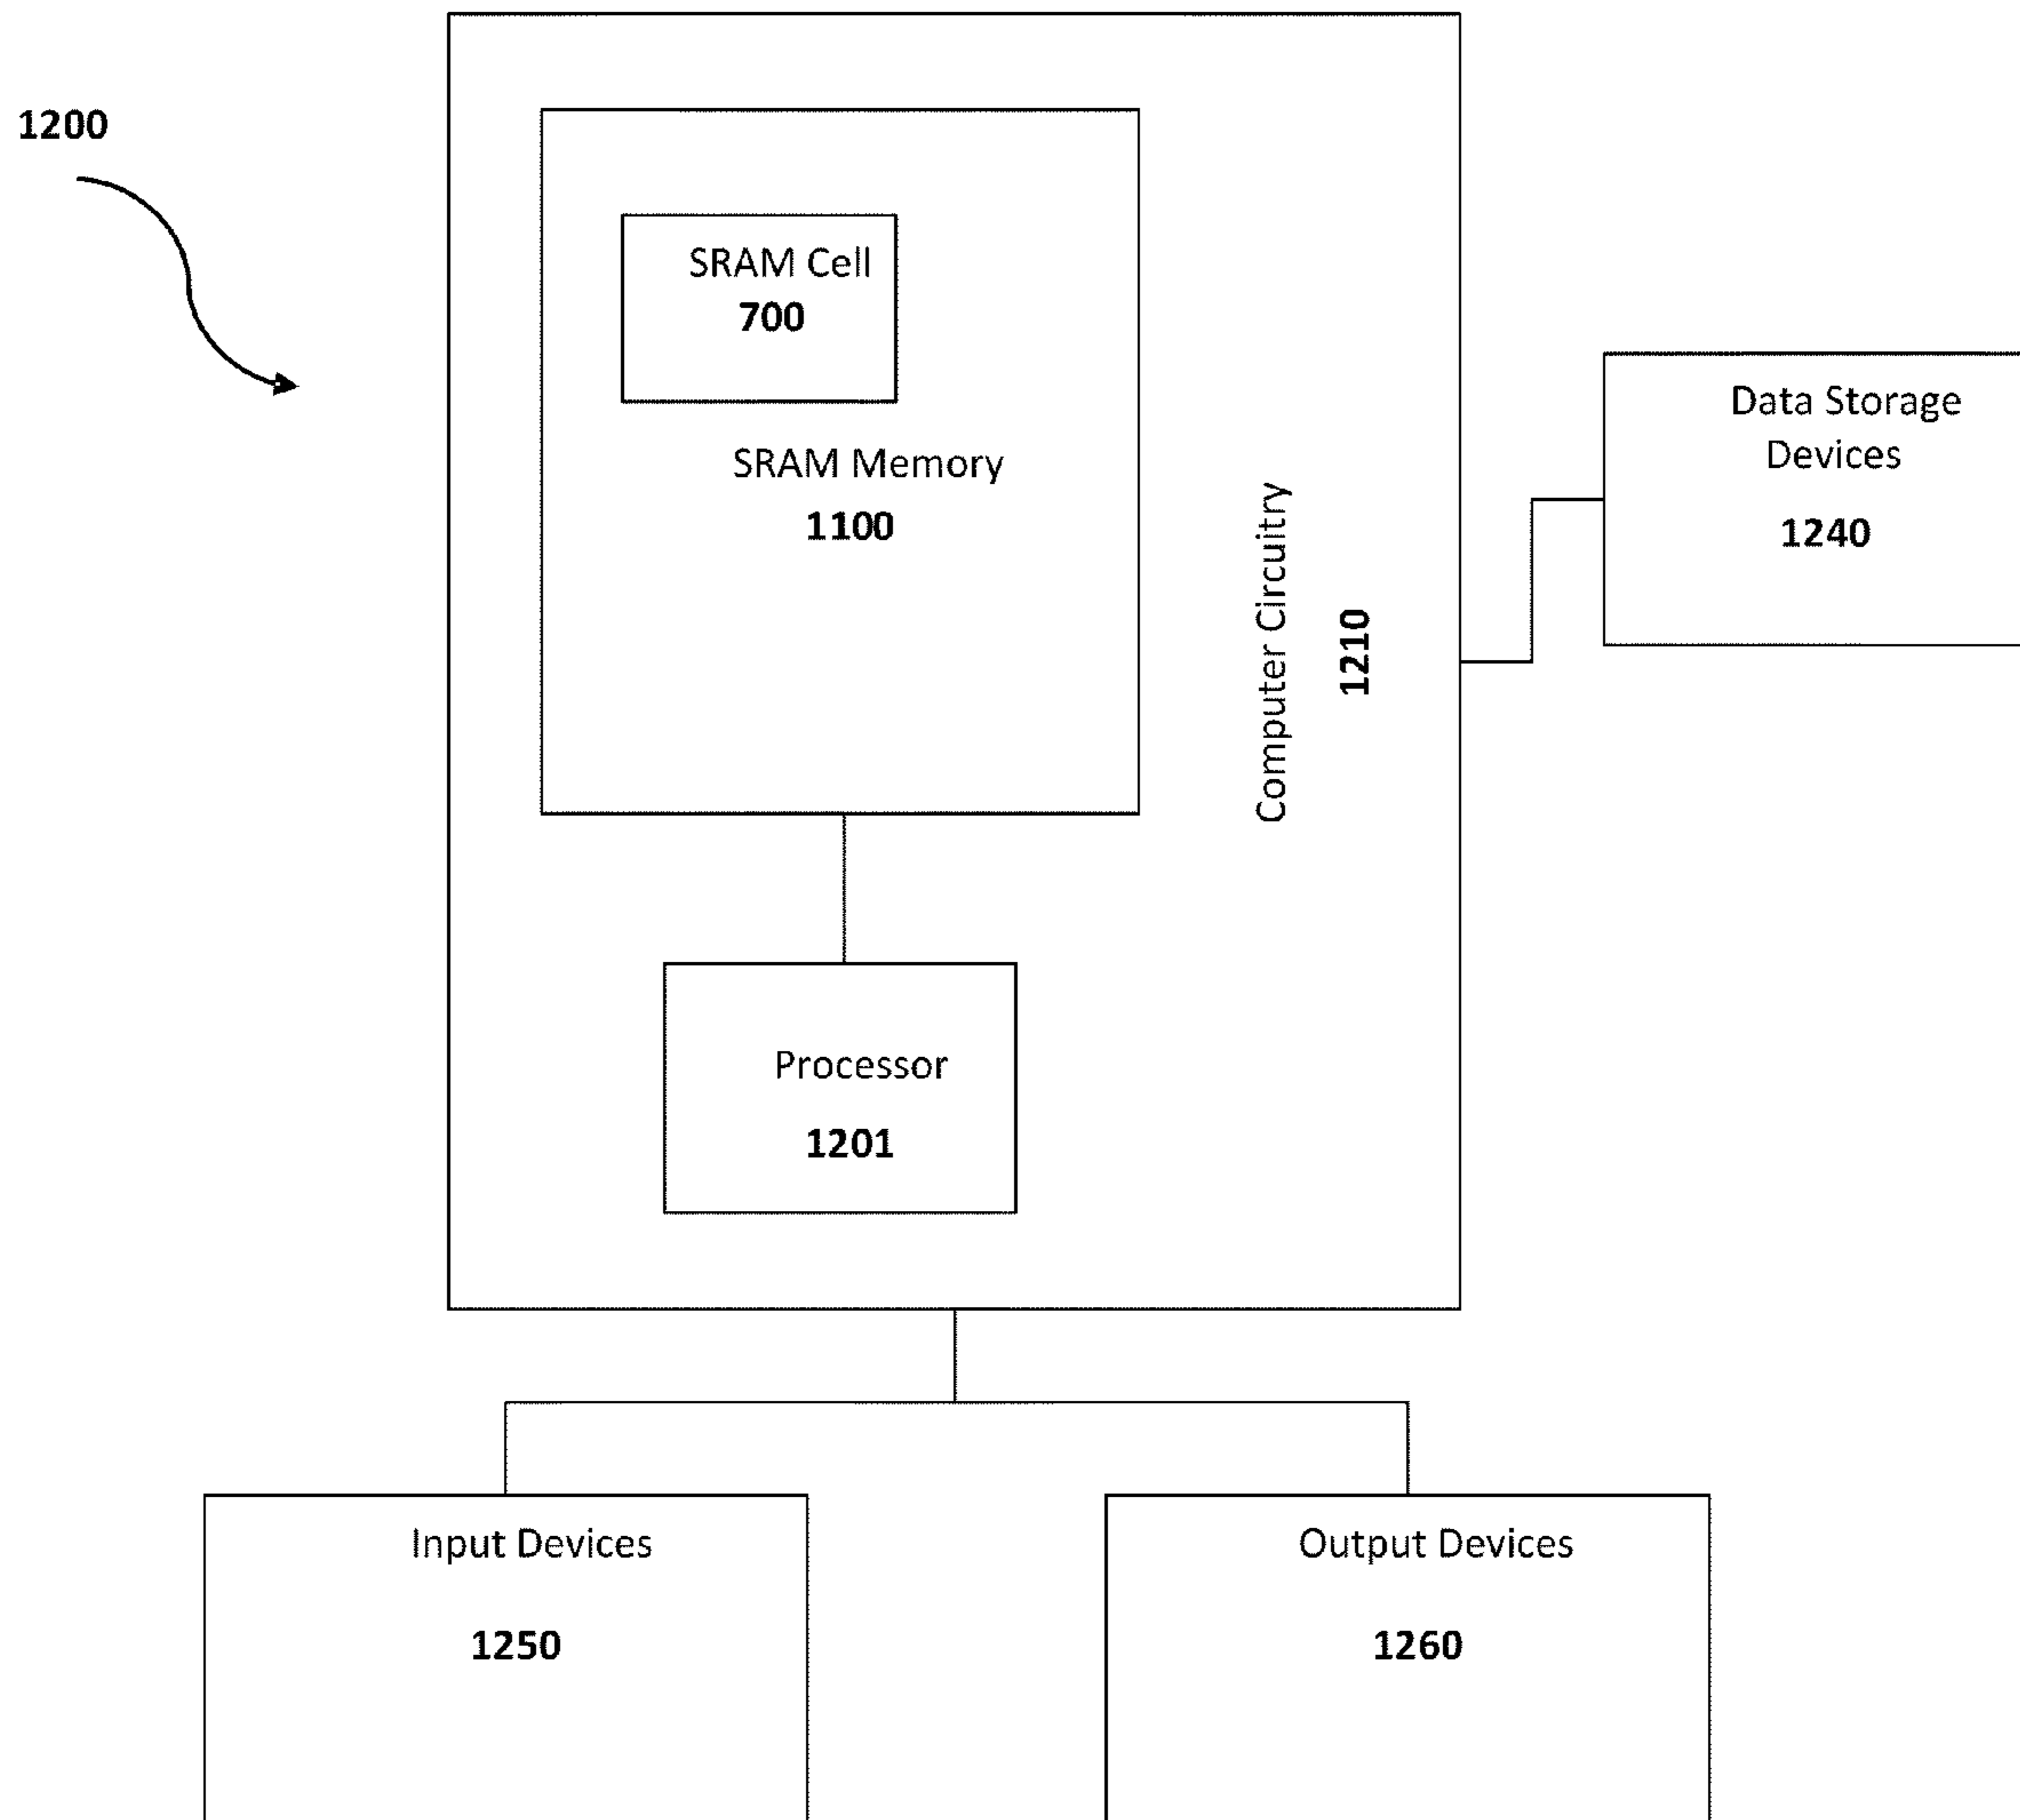 1200
SRAM Cell
700
SRAM Memory
1100
Computer Circuitry
1210
Data Storage
Devices
1240
Processor
1201
Input Devices
1250
Output Devices
1260